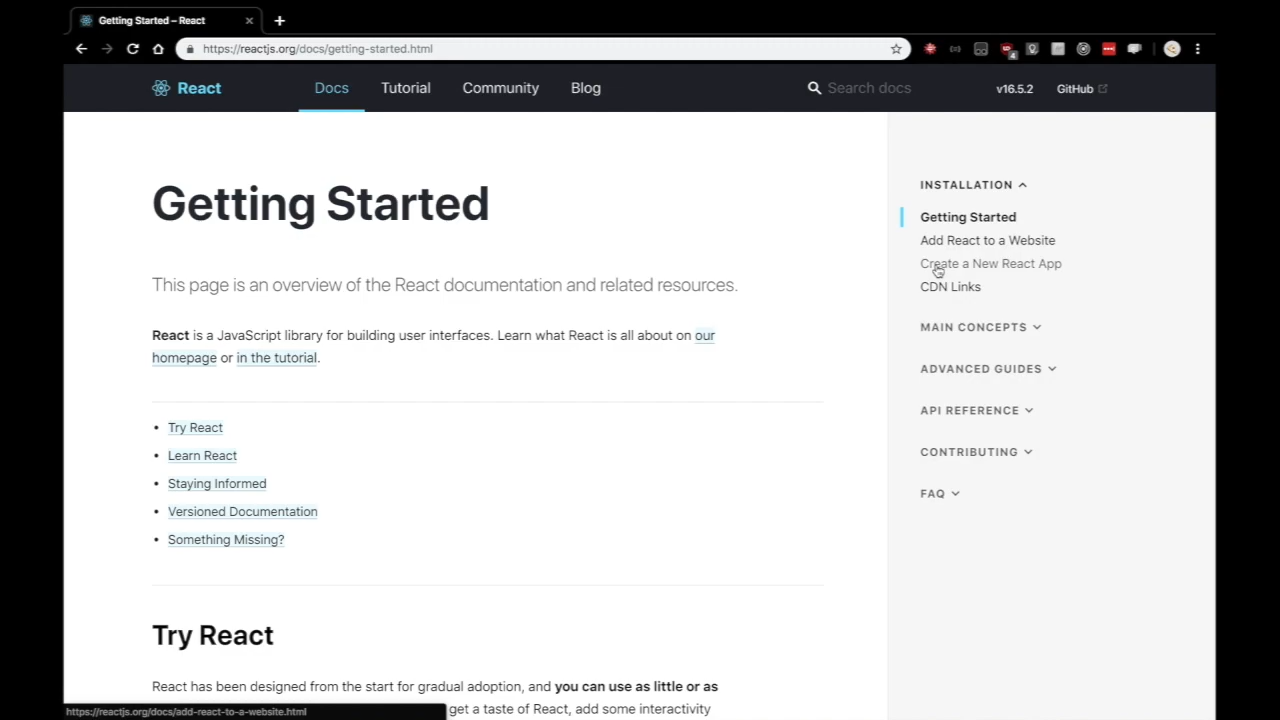 Getting Started – React
https://reactjs.org/docs/getting-started.html
4
React
Docs
Tutorial
Community
Blog
Search docs
v16.5.2
GitHub
Getting Started
This page is an overview of the React documentation and related resources.
React is a JavaScript library for building user interfaces. Learn what React is all about on our
homepage or in the tutorial.
• Try React
• Learn React
• Staying Informed
• Versioned Documentation
• Something Missing?
Try React
React has been designed from the start for gradual adoption, and you can use as little or as
get a taste of React, add some interactivity
INSTALLATION
Getting Started
Add React to a Website
Create a New React App
CDN Links
MAIN CONCEPTS
ADVANCED GUIDES
API REFERENCE
CONTRIBUTING
FAQ
https://reactjs.org/docs/add-react-to-a-website.html